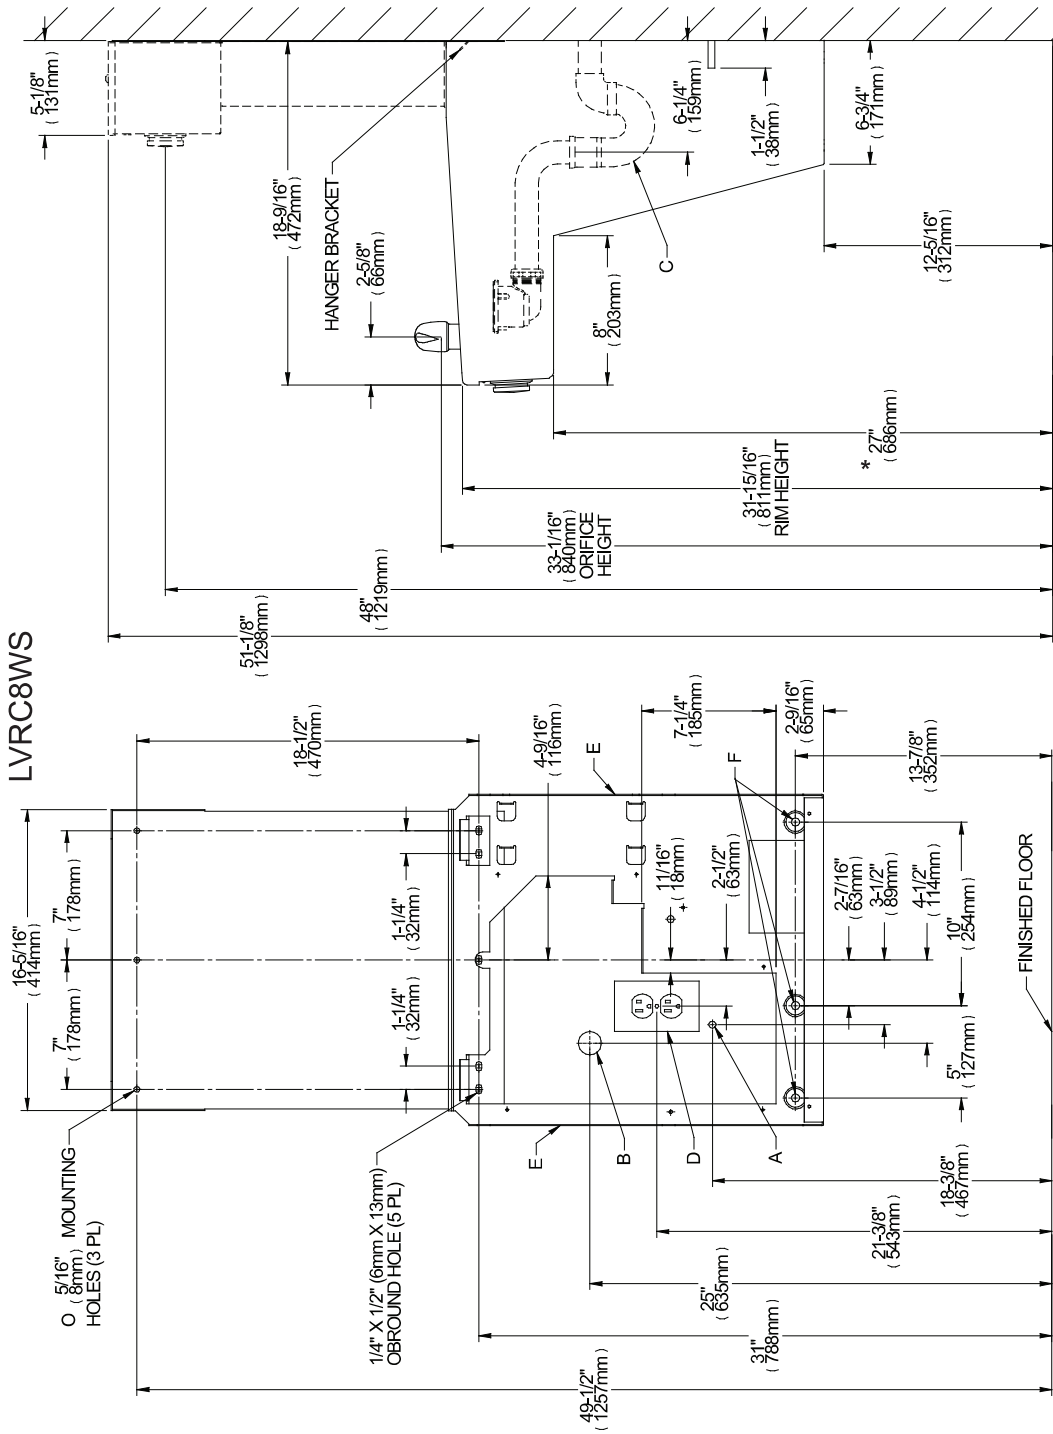 LVRC8WS
5-1/8"
( 131mm )
18-9/16"
( 472mm )
HANGER BRACKET
2-5/8"
( 66mm )
6-1/4"
( 159mm )
1-1/2"
( 38mm )
6-3/4"
( 171mm )
C
8"
( 203mm )
12-5/16"
( 312mm )
* 27"
( 686mm )
31-15/16"
( 811mm )
RIM HEIGHT
33-1/16"
( 840mm )
ORIFICE
HEIGHT
48"
( 1219mm )
51-1/8"
( 1298mm )
16-5/16"
( 414mm )
7"
( 178mm )
7"
( 178mm )
O 5/16" MOUNTING
( 8mm )
HOLES (3 PL)
18-1/2"
( 470mm )
1-1/4"
( 32mm )
1-1/4"
( 32mm )
1/4" X 1/2" (6mm X 13mm)
OBROUND HOLE (5 PL)
4-9/16"
( 116mm )
E
E
7-1/4"
( 185mm )
2-9/16"
( 65mm )
11/16"
( 18mm )
2-1/2"
( 63mm )
F
B
D
A
13-7/8"
( 352mm )
2-7/16"
( 63mm )
3-1/2"
( 89mm )
4-1/2"
( 114mm )
10"
( 254mm )
5"
( 127mm )
FINISHED FLOOR
18-3/8"
( 467mm )
21-3/8"
( 543mm )
25"
( 635mm )
31"
( 788mm )
49-1/2"
( 1257mm )